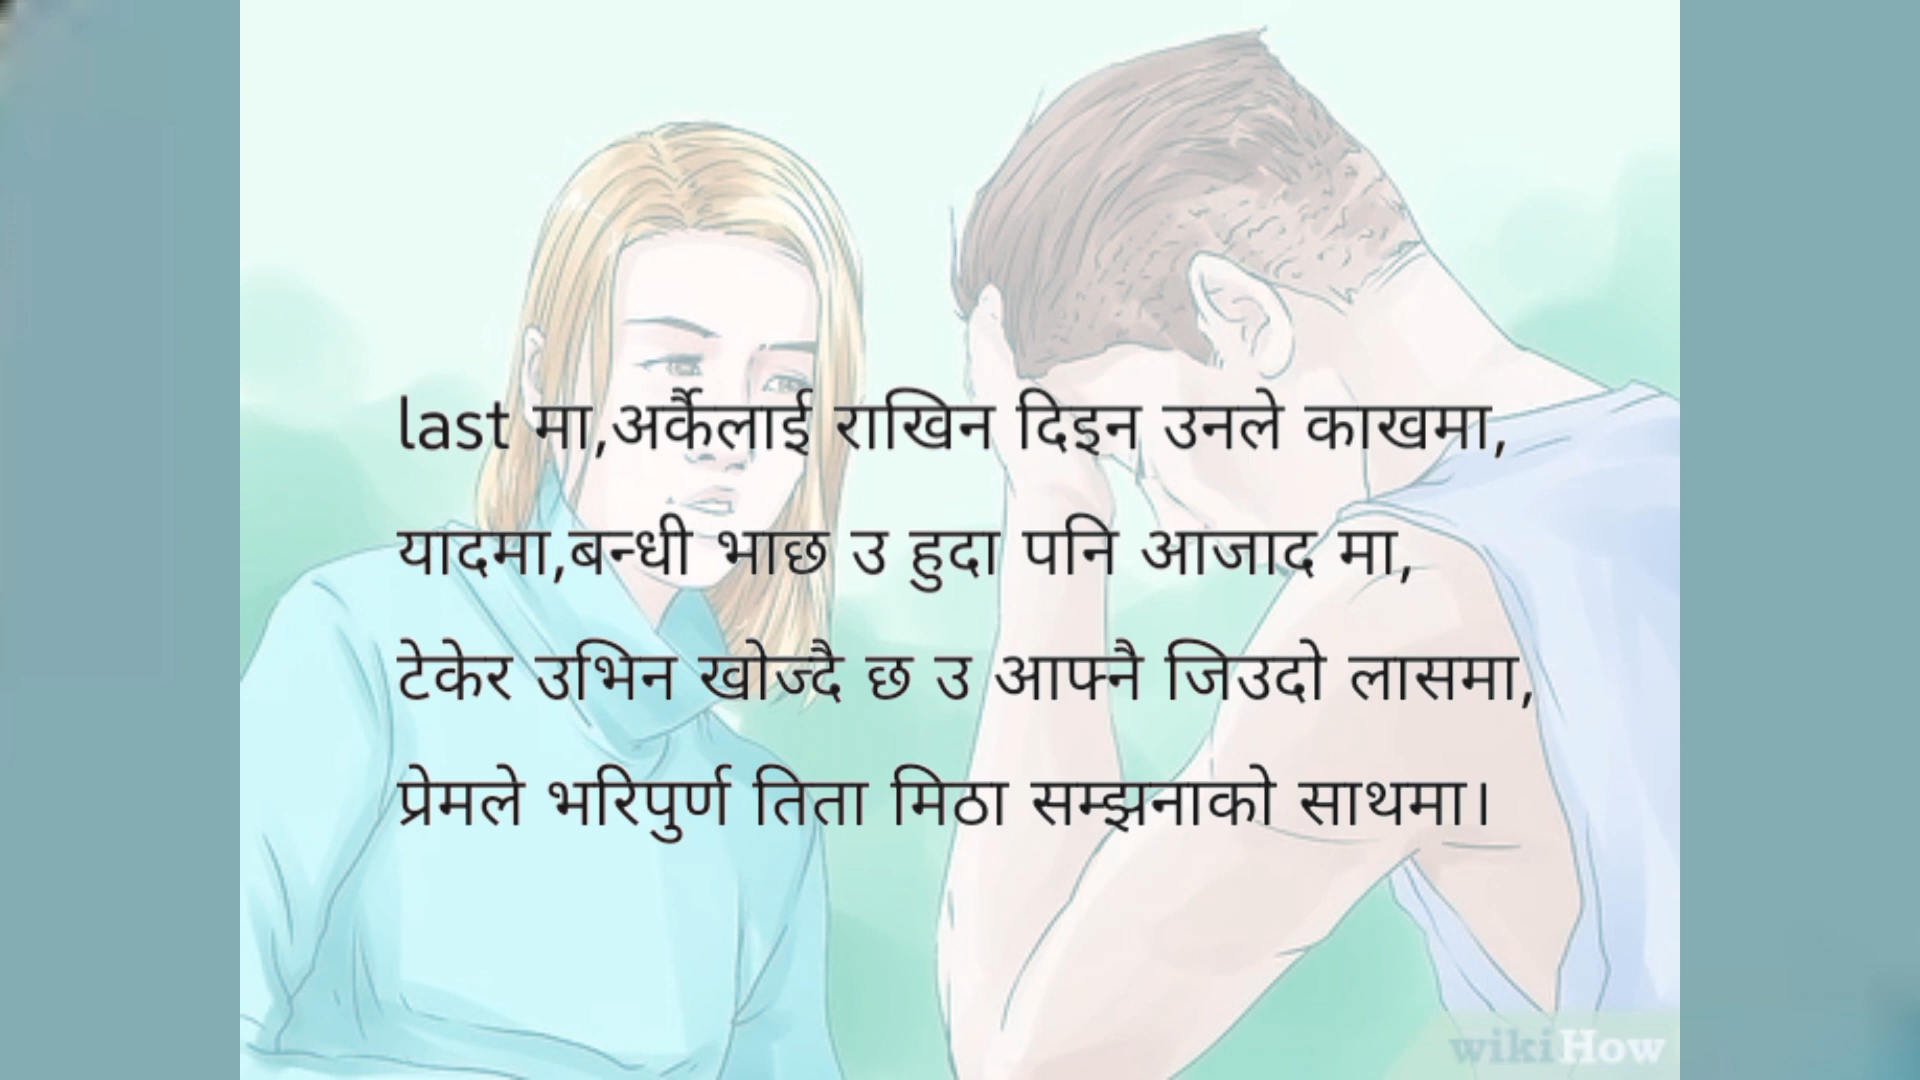 last मा,अर्कैलाई राखिन दिइन उनले काखमा,
यादमा,बन्धी भाछ उ हुदा पनि आजाद मा,
टेकेर उभिन खोज्दै छ उ आफ्नै जिउदो लासमा,
प्रेमले भरिपुर्ण तिता मिठा सम्झनाको साथमा।
wikiHow